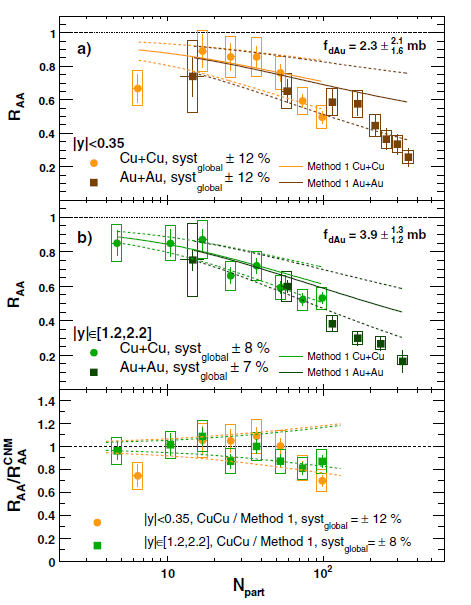 1
a)
f_dAu = 2.3 ± 2.1 1.6 mb
0.8
R_AA
0.6
0.4
|y|<0.35
Cu+Cu, syst_global ± 12 %
Method 1 Cu+Cu
0.2
Au+Au, syst_global ± 12 %
Method 1 Au+Au
1
b)
f_dAu = 3.9 ± 1.3 1.2 mb
0.8
R_AA
0.6
0.4
|y|∈[1.2,2.2]
Cu+Cu, syst_global ± 8 %
Method 1 Cu+Cu
0.2
Au+Au, syst_global ± 7 %
Method 1 Au+Au
1.4
1.2
1
R_AA/R_AA^CNM
0.8
0.6
0.4
|y|<0.35, CuCu / Method 1, syst_global = ± 12 %
0.2
|y|∈[1.2,2.2], CuCu / Method 1, syst_global = ± 8 %
0
10
10²
N_part